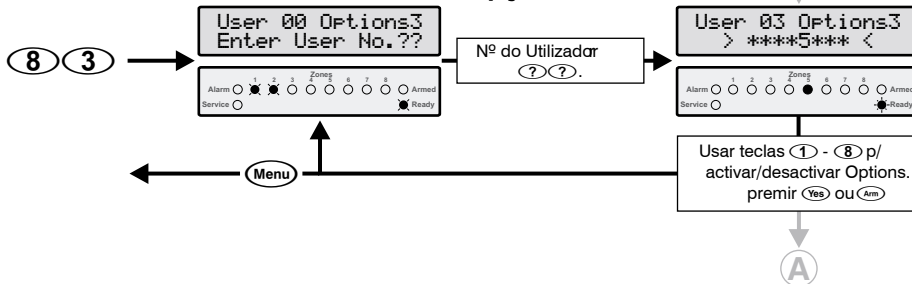 User 00 Options3
Enter User No.??
8 3
Nº do Utilizador
? ?.
User 03 Options3
> ****5*** <
Zones
1 2 3 4 5 6 7 8
Alarm Armed
Service Ready
Zones
1 2 3 4 5 6 7 8
Alarm Armed
Service Ready
Menu
Usar teclas 1 - 8 p/
activar/desactivar Options.
premir Yes ou Arm
A